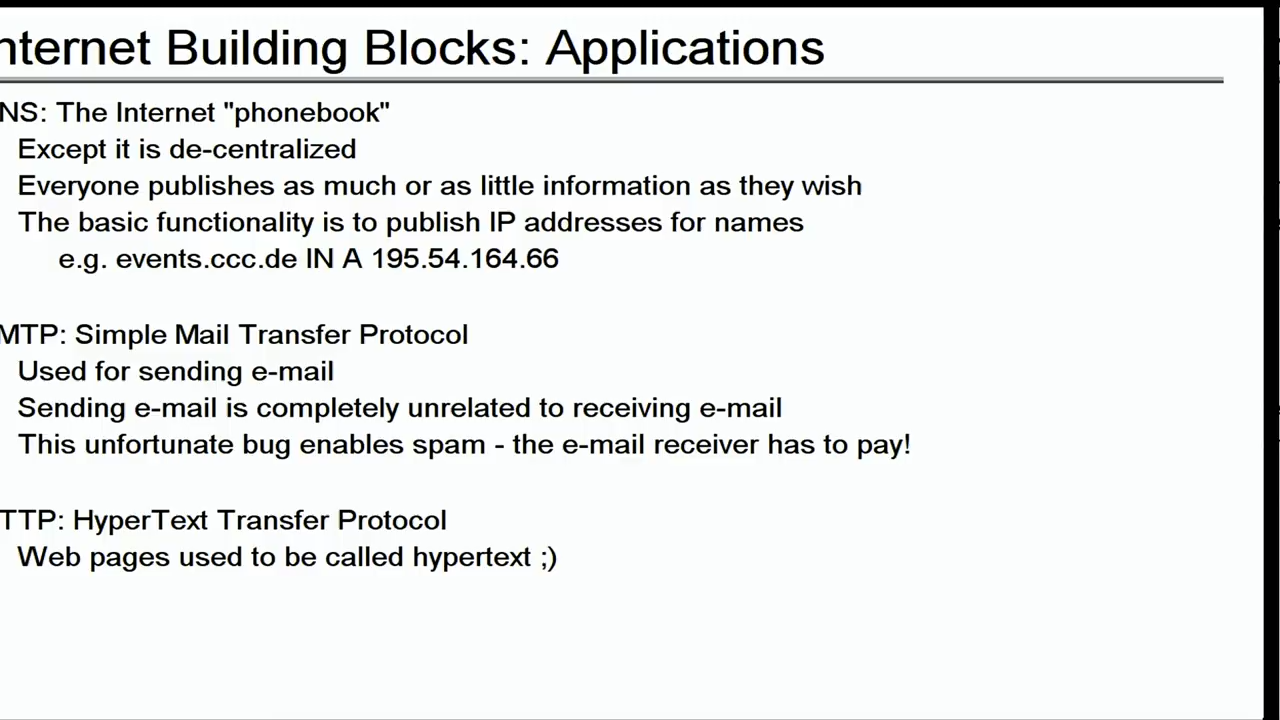 nternet Building Blocks: Applications
NS: The Internet "phonebook"
Except it is de-centralized
Everyone publishes as much or as little information as they wish
The basic functionality is to publish IP addresses for names
e.g. events.ccc.de IN A 195.54.164.66
MTP: Simple Mail Transfer Protocol
Used for sending e-mail
Sending e-mail is completely unrelated to receiving e-mail
This unfortunate bug enables spam - the e-mail receiver has to pay!
TTP: HyperText Transfer Protocol
Web pages used to be called hypertext ;)